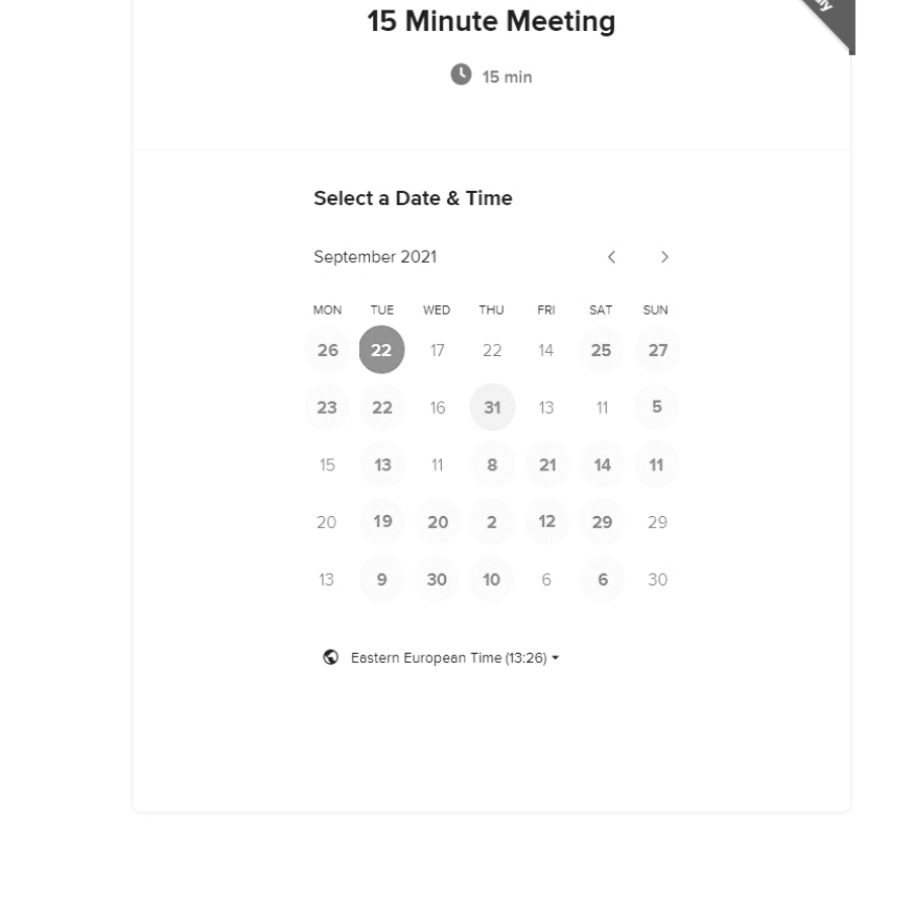 15 Minute Meeting
15 min
Select a Date & Time
September 2021
MON TUE WED THU FRI SAT SUN
26 22 17 22 14 25 27
23 22 16 31 13 11 5
15 13 11 8 21 14 11
20 19 20 2 12 29 29
13 9 30 10 6 6 30
Eastern European Time (13:26)